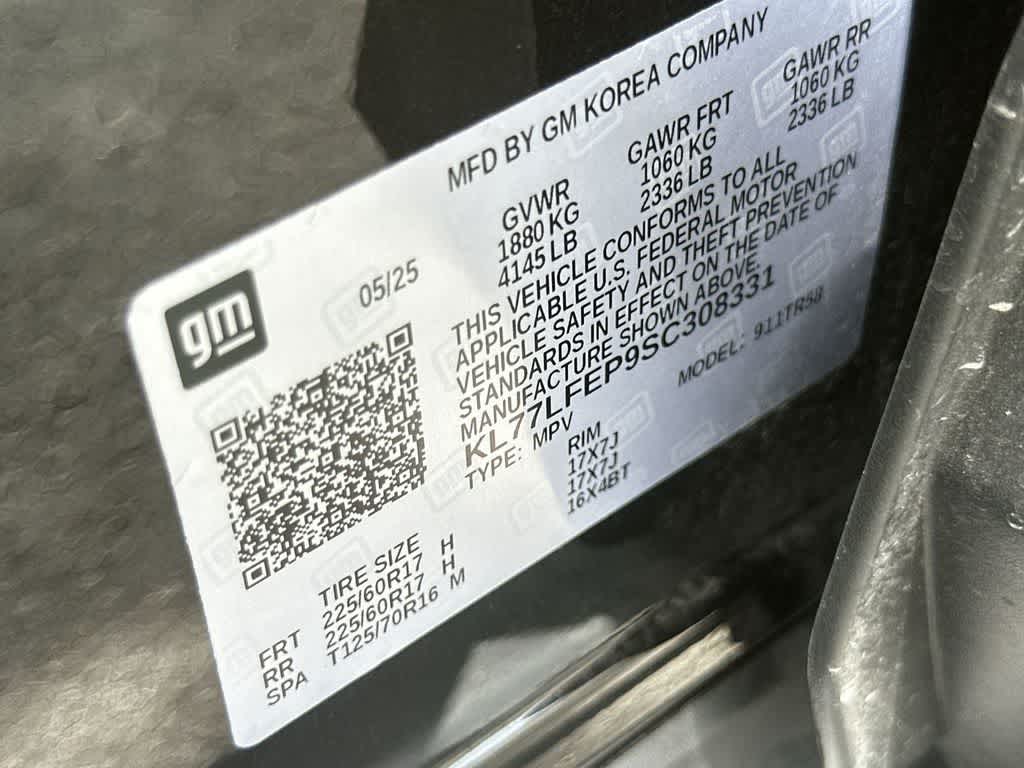 MFD BY GM KOREA COMPANY
gm
05/25
GVWR
1880 KG
4145 LB
GAWR FRT
1060 KG
2336 LB
GAWR RR
1060 KG
2336 LB
THIS VEHICLE CONFORMS TO ALL
APPLICABLE U.S. FEDERAL MOTOR
VEHICLE SAFETY AND THEFT PREVENTION
STANDARDS IN EFFECT ON THE DATE OF
MANUFACTURE SHOWN ABOVE.
KL77LFEP9SC308331
TYPE: MPV
MODEL: 911TR58
TIRE SIZE RIM
FRT 225/60R17 H 17X7J
RR 225/60R17 H 17X7J
SPA T125/70R16 M 16X4BT